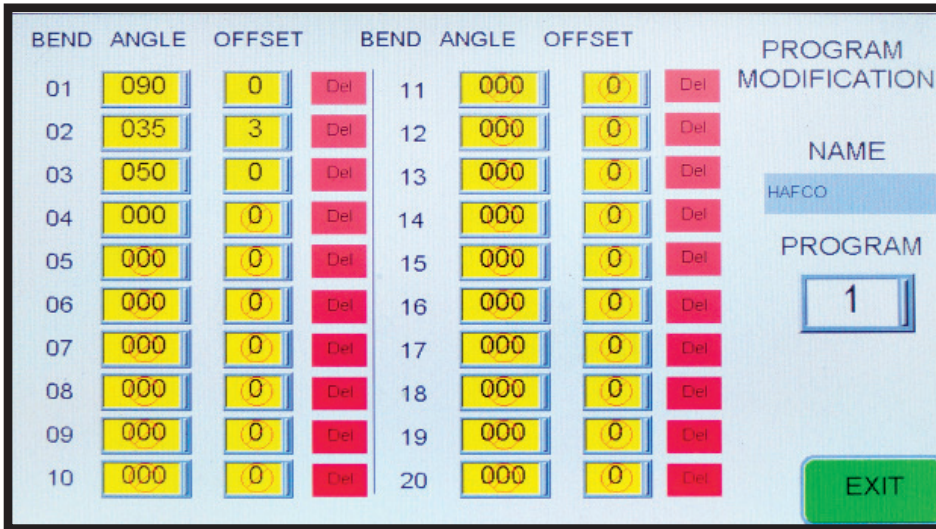 BEND ANGLE OFFSET BEND ANGLE OFFSET
PROGRAM
MODIFICATION
01 090 0 Del 11 000 0 Del
02 035 3 Del 12 000 0 Del
03 050 0 Del 13 000 0 Del
NAME
04 000 0 Del 14 000 0 Del
HAFCO
05 000 0 Del 15 000 0 Del
PROGRAM
06 000 0 Del 16 000 0 Del
1
07 000 0 Del 17 000 0 Del
08 000 0 Del 18 000 0 Del
09 000 0 Del 19 000 0 Del
10 000 0 Del 20 000 0 Del
EXIT